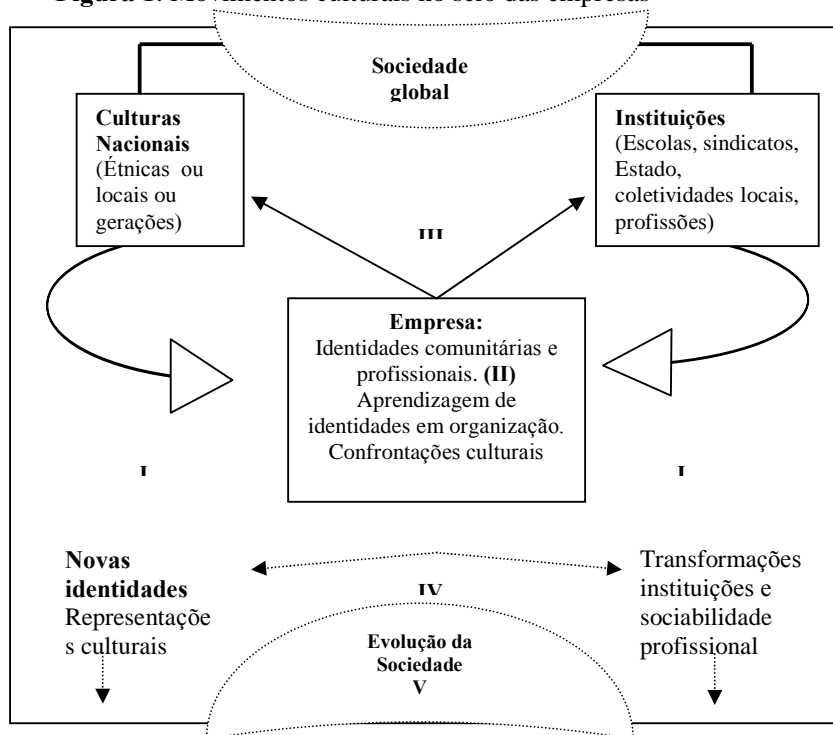 Figura 1. Movimentos culturais no seio das empresas
Sociedade
global
Culturas
Nacionais
(Étnicas ou
locais ou
gerações)
Instituições
(Escolas, sindicatos,
Estado,
coletividades locais,
profissões)
III
Empresa:
Identidades comunitárias e
profissionais. (II)
Aprendizagem de
identidades em organização.
Confrontações culturais
I
I
Novas
identidades
Representaçõe
s culturais
IV
Transformações
instituições e
sociabilidade
profissional
Evolução da
Sociedade
V